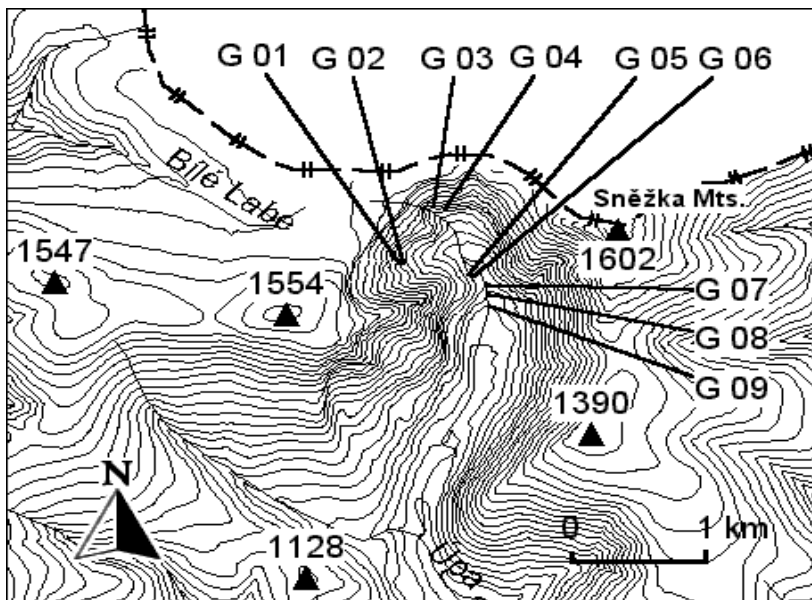 G 01
G 02
G 03
G 04
G 05
G 06
Bílé Labe
Sněžka Mts.
1547
1554
1602
G 07
G 08
G 09
1390
N
0
1 km
1128
Úpa